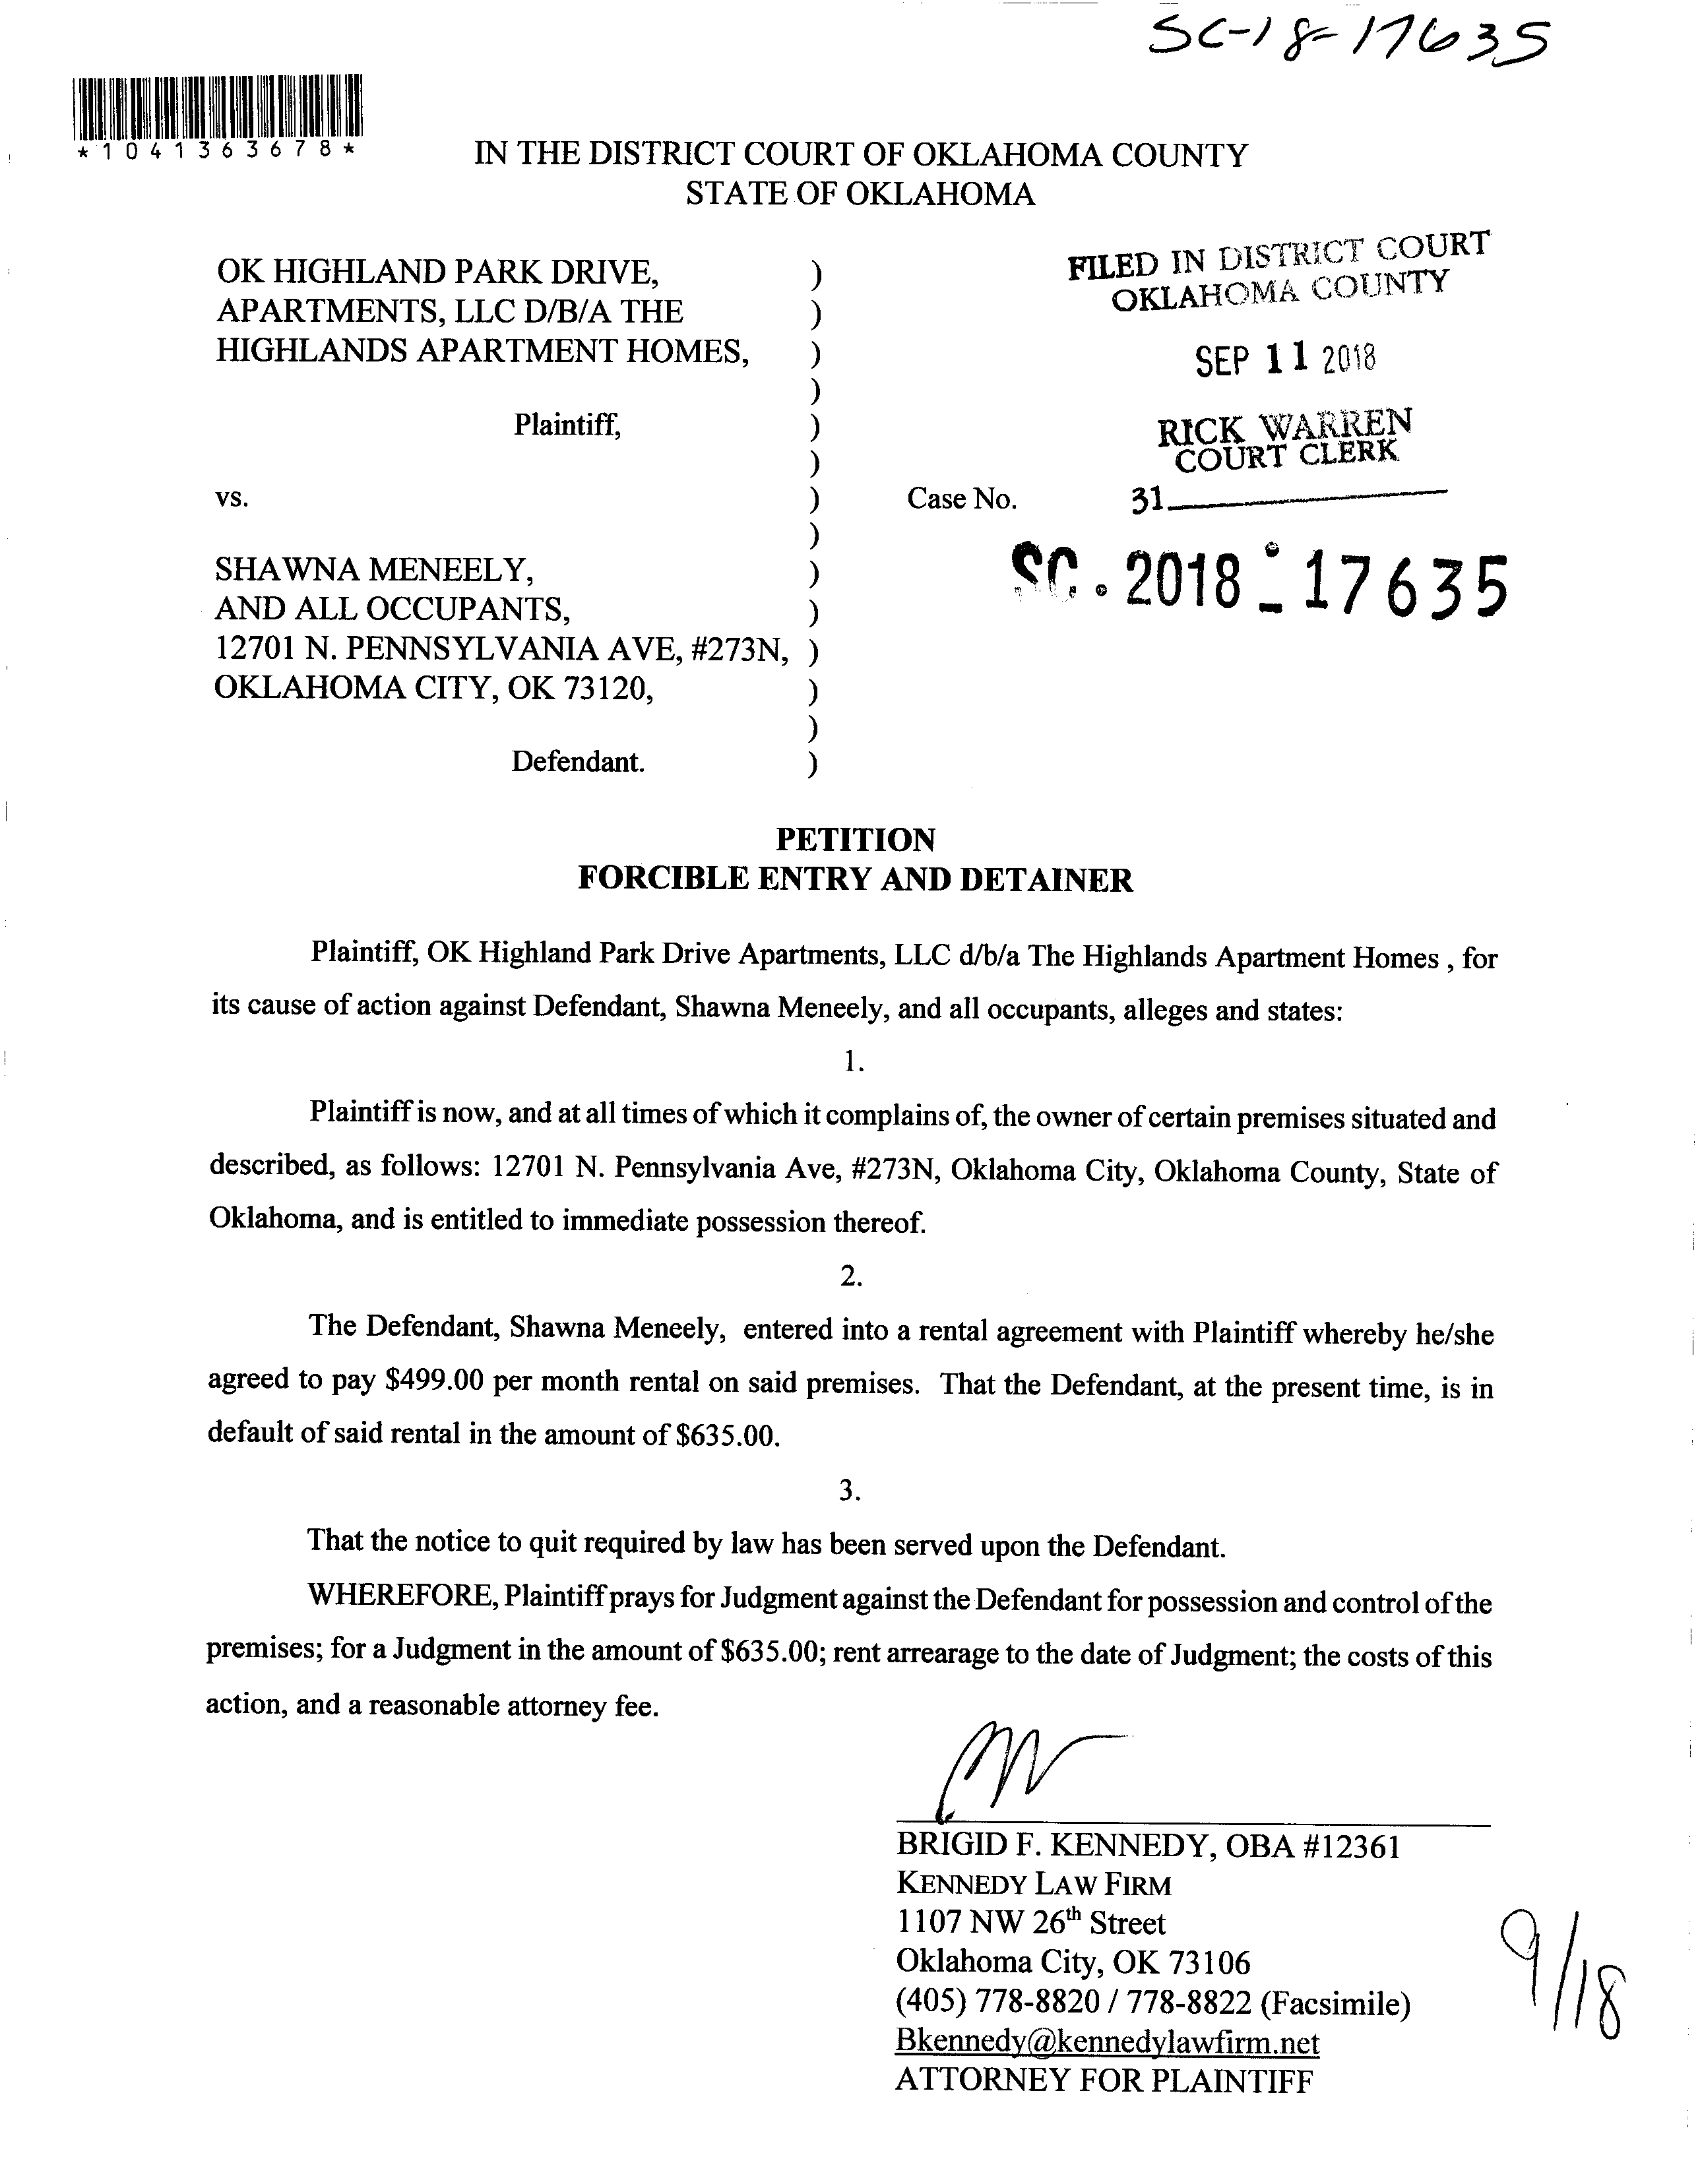 SC-18-17635
*1041363678*
IN THE DISTRICT COURT OF OKLAHOMA COUNTY
STATE OF OKLAHOMA
OK HIGHLAND PARK DRIVE, )
APARTMENTS, LLC D/B/A THE )
HIGHLANDS APARTMENT HOMES, )
)
Plaintiff, )
)
vs. ) Case No.
)
SHAWNA MENEELY, )
AND ALL OCCUPANTS, )
12701 N. PENNSYLVANIA AVE, #273N, )
OKLAHOMA CITY, OK 73120, )
)
Defendant. )
FILED IN DISTRICT COURT
OKLAHOMA COUNTY
SEP 11 2018
RICK WARREN
COURT CLERK
31
SC. 2018 - 17635
PETITION
FORCIBLE ENTRY AND DETAINER
Plaintiff, OK Highland Park Drive Apartments, LLC d/b/a The Highlands Apartment Homes , for
its cause of action against Defendant, Shawna Meneely, and all occupants, alleges and states:
1.
Plaintiff is now, and at all times of which it complains of, the owner of certain premises situated and
described, as follows: 12701 N. Pennsylvania Ave, #273N, Oklahoma City, Oklahoma County, State of
Oklahoma, and is entitled to immediate possession thereof.
2.
The Defendant, Shawna Meneely, entered into a rental agreement with Plaintiff whereby he/she
agreed to pay $499.00 per month rental on said premises. That the Defendant, at the present time, is in
default of said rental in the amount of $635.00.
3.
That the notice to quit required by law has been served upon the Defendant.
WHEREFORE, Plaintiff prays for Judgment against the Defendant for possession and control of the
premises; for a Judgment in the amount of $635.00; rent arrearage to the date of Judgment; the costs of this
action, and a reasonable attorney fee.
BRIGID F. KENNEDY, OBA #12361
KENNEDY LAW FIRM
1107 NW 26th Street
Oklahoma City, OK 73106
(405) 778-8820 / 778-8822 (Facsimile)
Bkennedy@kennedylawfirm.net
ATTORNEY FOR PLAINTIFF
9/18